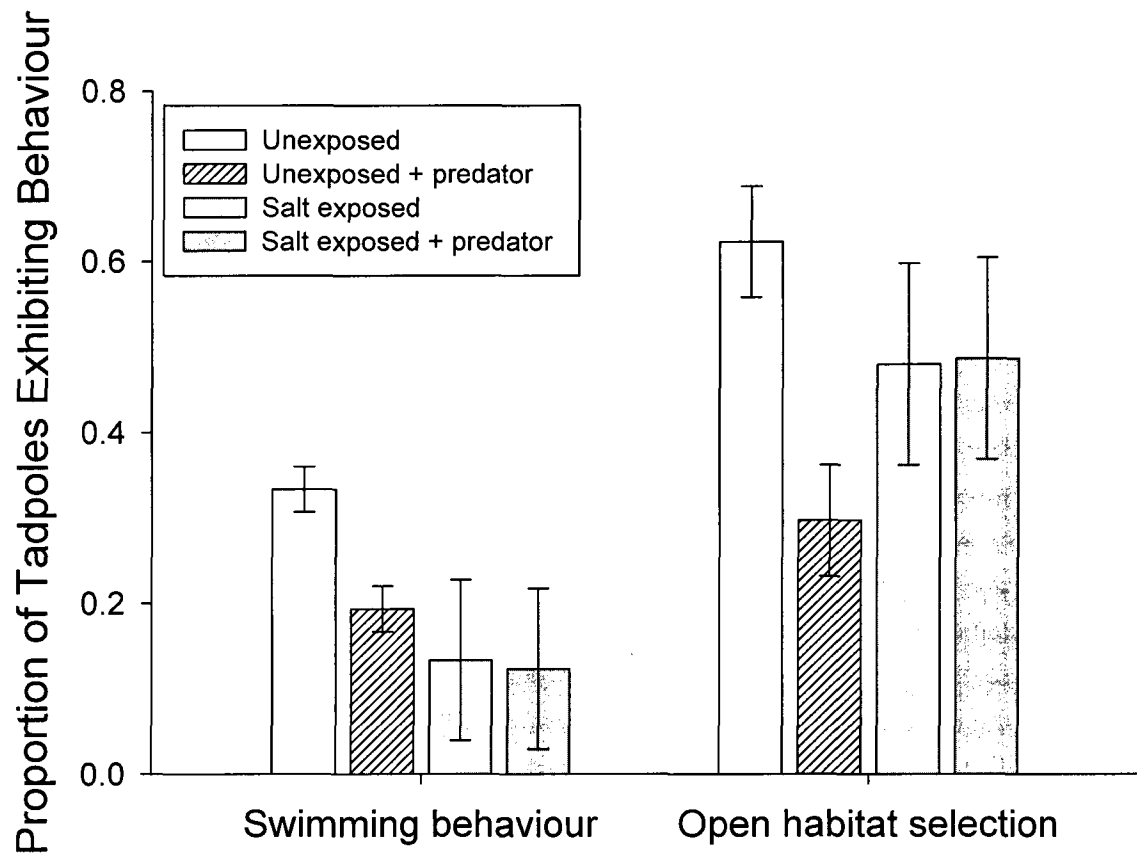 Proportion of Tadpoles Exhibiting Behaviour
0.8
0.6
0.4
0.2
0.0
Unexposed
Unexposed + predator
Salt exposed
Salt exposed + predator
Swimming behaviour
Open habitat selection